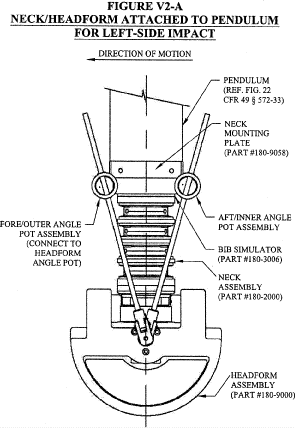 FIGURE V2-A
NECK/HEADFORM ATTACHED TO PENDULUM
FOR LEFT-SIDE IMPACT
DIRECTION OF MOTION
PENDULUM
(REF. FIG. 22
CFR 49 § 572-33)
NECK
MOUNTING
PLATE
(PART #180-9058)
FORE/OUTER ANGLE
POT ASSEMBLY
(CONNECT TO
HEADFORM
ANGLE POT)
AFT/INNER ANGLE
POT ASSEMBLY
BIB SIMULATOR
(PART #180-3006)
NECK
ASSEMBLY
(PART #180-2000)
HEADFORM
ASSEMBLY
(PART #180-9000)